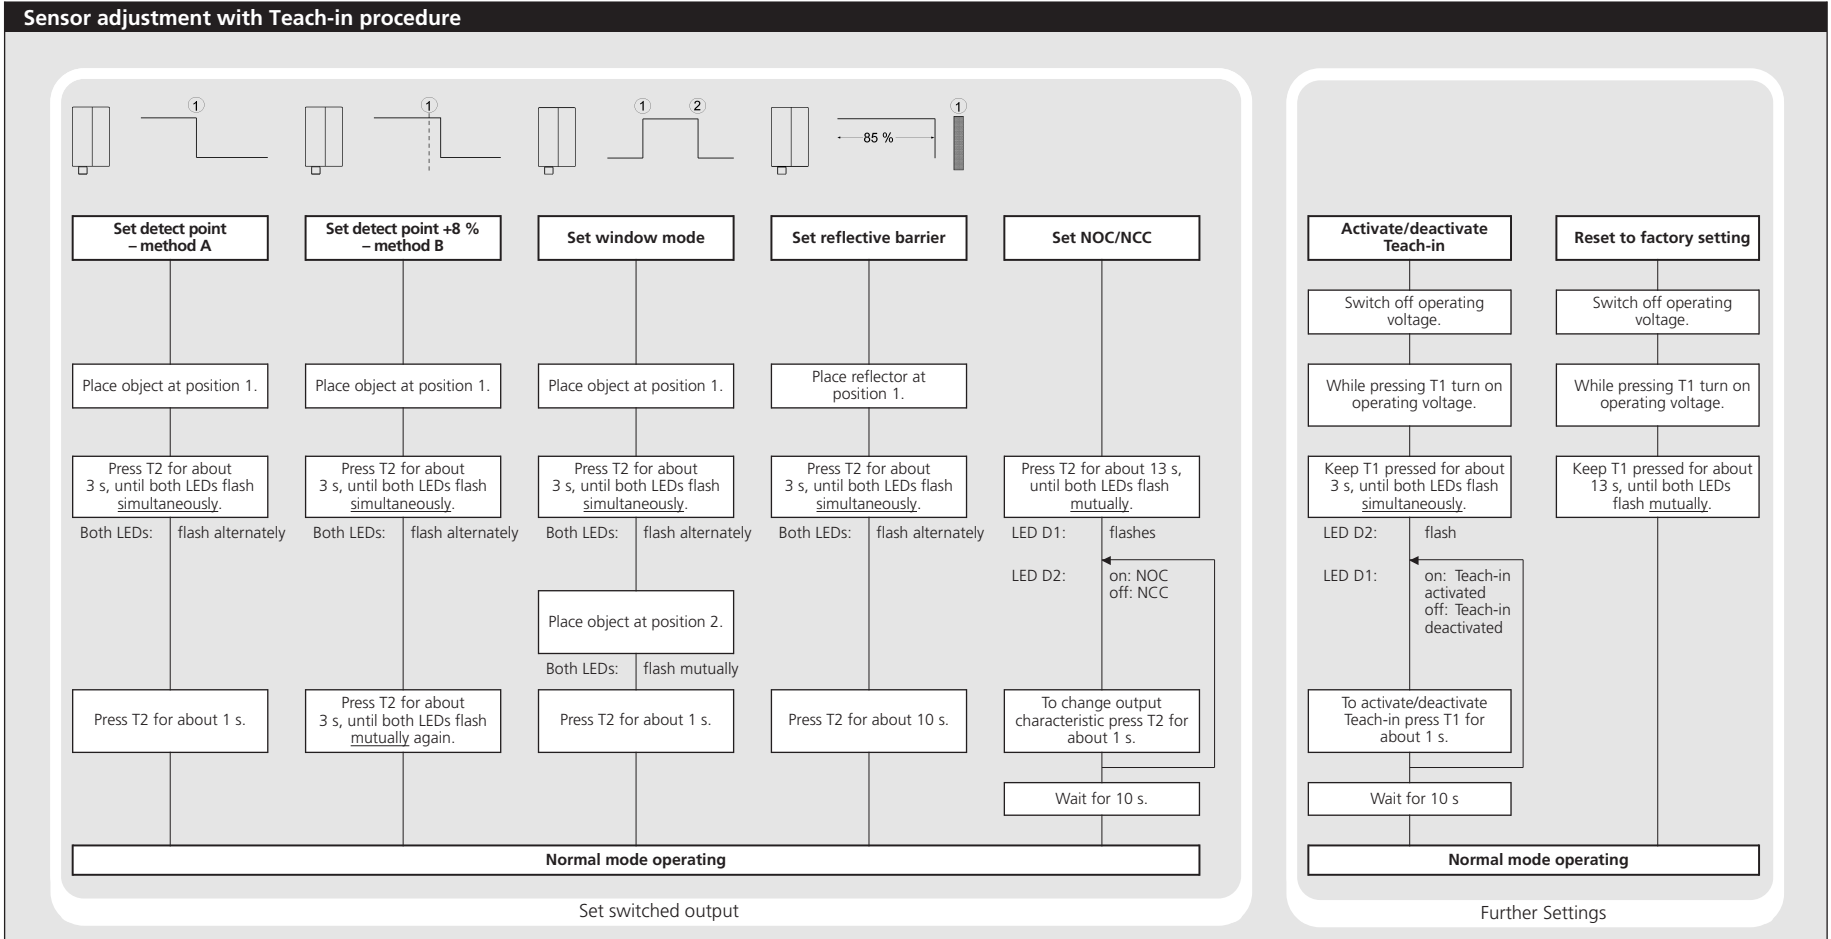 Sensor adjustment with Teach-in procedure
1
1
1
2
85 %
1
Set detect point
– method A
Place object at position 1.
Press T2 for about
3 s, until both LEDs flash
simultaneously.
Both LEDs: flash alternately
Press T2 for about 1 s.
Set detect point +8 %
– method B
Place object at position 1.
Press T2 for about
3 s, until both LEDs flash
simultaneously.
Both LEDs: flash alternately
Press T2 for about
3 s, until both LEDs flash
mutually again.
Set window mode
Place object at position 1.
Press T2 for about
3 s, until both LEDs flash
simultaneously.
Both LEDs: flash alternately
Place object at position 2.
Both LEDs: flash mutually
Press T2 for about 1 s.
Set reflective barrier
Place reflector at
position 1.
Press T2 for about
3 s, until both LEDs flash
simultaneously.
Both LEDs: flash alternately
Press T2 for about 10 s.
Set NOC/NCC
Press T2 for about 13 s,
until both LEDs flash
mutually.
LED D1: flashes
LED D2: on: NOC
off: NCC
To change output
characteristic press T2 for
about 1 s.
Wait for 10 s.
Normal mode operating
Set switched output
Activate/deactivate
Teach-in
Switch off operating
voltage.
While pressing T1 turn on
operating voltage.
Keep T1 pressed for about
3 s, until both LEDs flash
simultaneously.
LED D2: flash
LED D1: on: Teach-in
activated
off: Teach-in
deactivated
To activate/deactivate
Teach-in press T1 for
about 1 s.
Wait for 10 s
Reset to factory setting
Switch off operating
voltage.
While pressing T1 turn on
operating voltage.
Keep T1 pressed for about
13 s, until both LEDs
flash mutually.
Normal mode operating
Further Settings